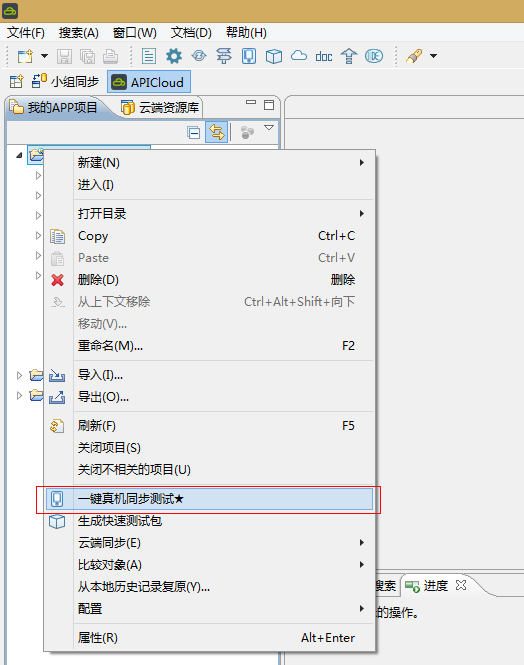 文件(F) 搜索(A) 窗口(W) 文档(D) 帮助(H)
doc
小组同步 APICloud
我的APP项目 云端资源库
新建(N)
进入(I)
打开目录
Copy Ctrl+C
Paste Ctrl+V
删除(D) 删除
从上下文移除 Ctrl+Alt+Shift+向下
移动(V)...
重命名(M)... F2
导入(I)...
导出(O)...
刷新(F) F5
关闭项目(S)
关闭不相关的项目(U)
一键真机同步测试★
生成快速测试包
云端同步(E)
比较对象(A)
从本地历史记录复原(Y)...
配置
属性(R) Alt+Enter
搜索 进度
的操作。